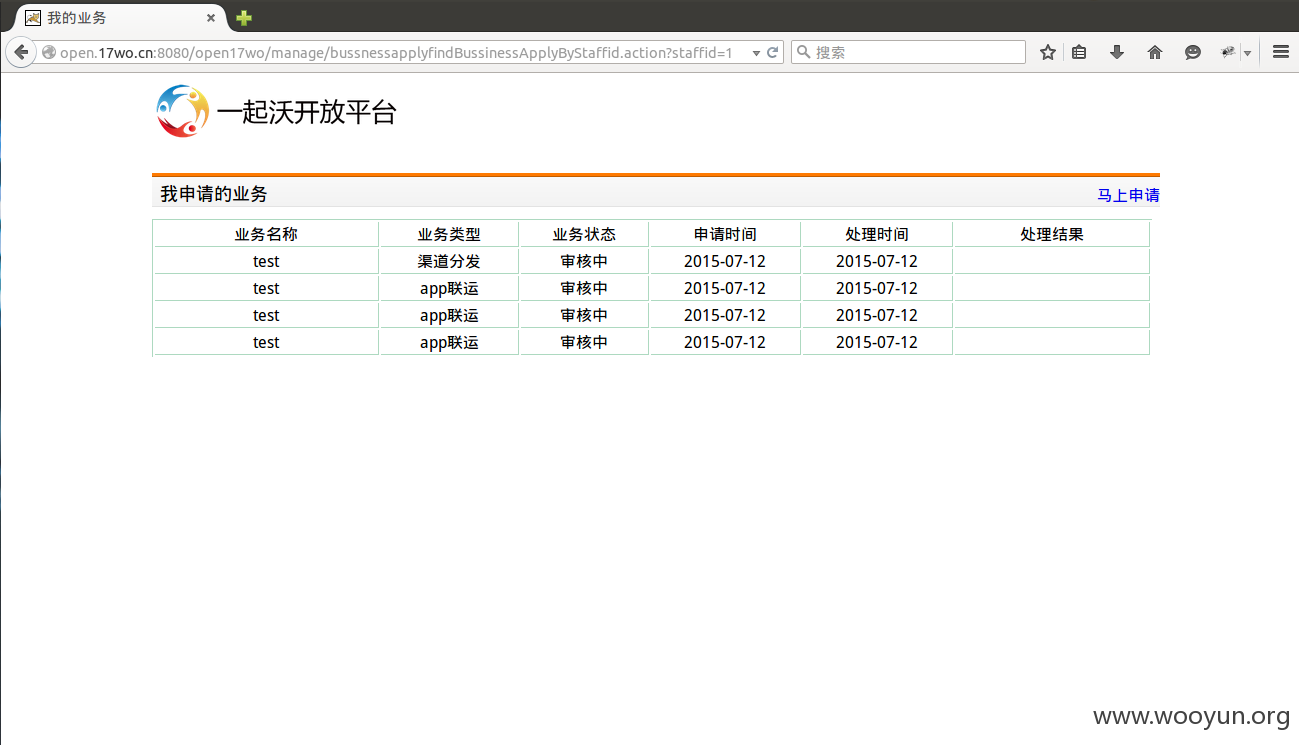 我的业务
open.17wo.cn:8080/open17wo/manage/bussnessapplyfindBussinessApplyByStaffid.action?staffid=1
搜索
一起沃开放平台
我申请的业务 马上申请
业务名称 业务类型 业务状态 申请时间 处理时间 处理结果
test 渠道分发 审核中 2015-07-12 2015-07-12
test app联运 审核中 2015-07-12 2015-07-12
test app联运 审核中 2015-07-12 2015-07-12
test app联运 审核中 2015-07-12 2015-07-12
www.wooyun.org